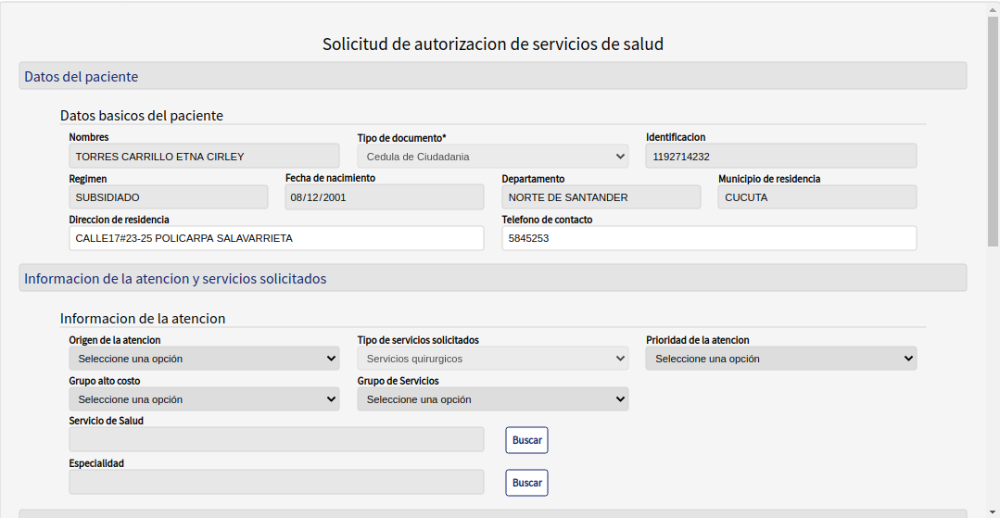 Solicitud de autorizacion de servicios de salud
Datos del paciente
Datos basicos del paciente
Nombres Tipo de documento* Identificacion
TORRES CARRILLO ETNA CIRLEY Cedula de Ciudadania 1192714232
Regimen Fecha de nacimiento Departamento Municipio de residencia
SUBSIDIADO 08/12/2001 NORTE DE SANTANDER CUCUTA
Direccion de residencia Telefono de contacto
CALLE17#23-25 POLICARPA SALAVARRIETA 5845253
Informacion de la atencion y servicios solicitados
Informacion de la atencion
Origen de la atencion Tipo de servicios solicitados Prioridad de la atencion
Seleccione una opción Servicios quirurgicos Seleccione una opción
Grupo alto costo Grupo de Servicios
Seleccione una opción Seleccione una opción
Servicio de Salud
Buscar
Especialidad
Buscar